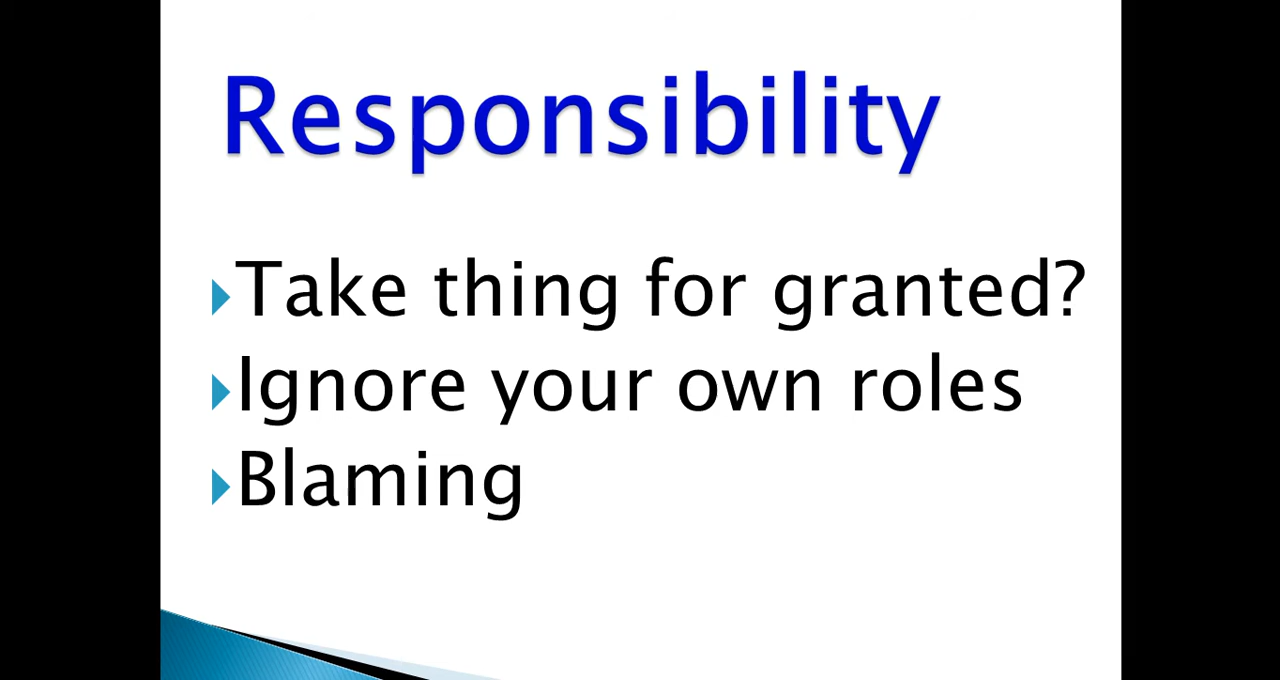 Responsibility
Take thing for granted?
Ignore your own roles
Blaming